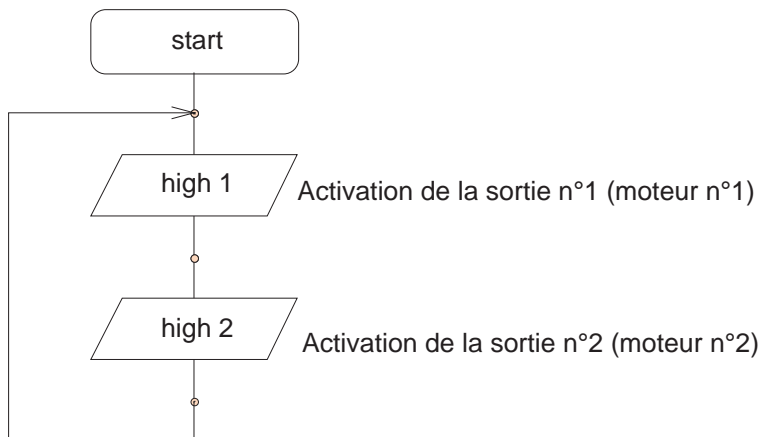 start
high 1
Activation de la sortie n°1 (moteur n°1)
high 2
Activation de la sortie n°2 (moteur n°2)